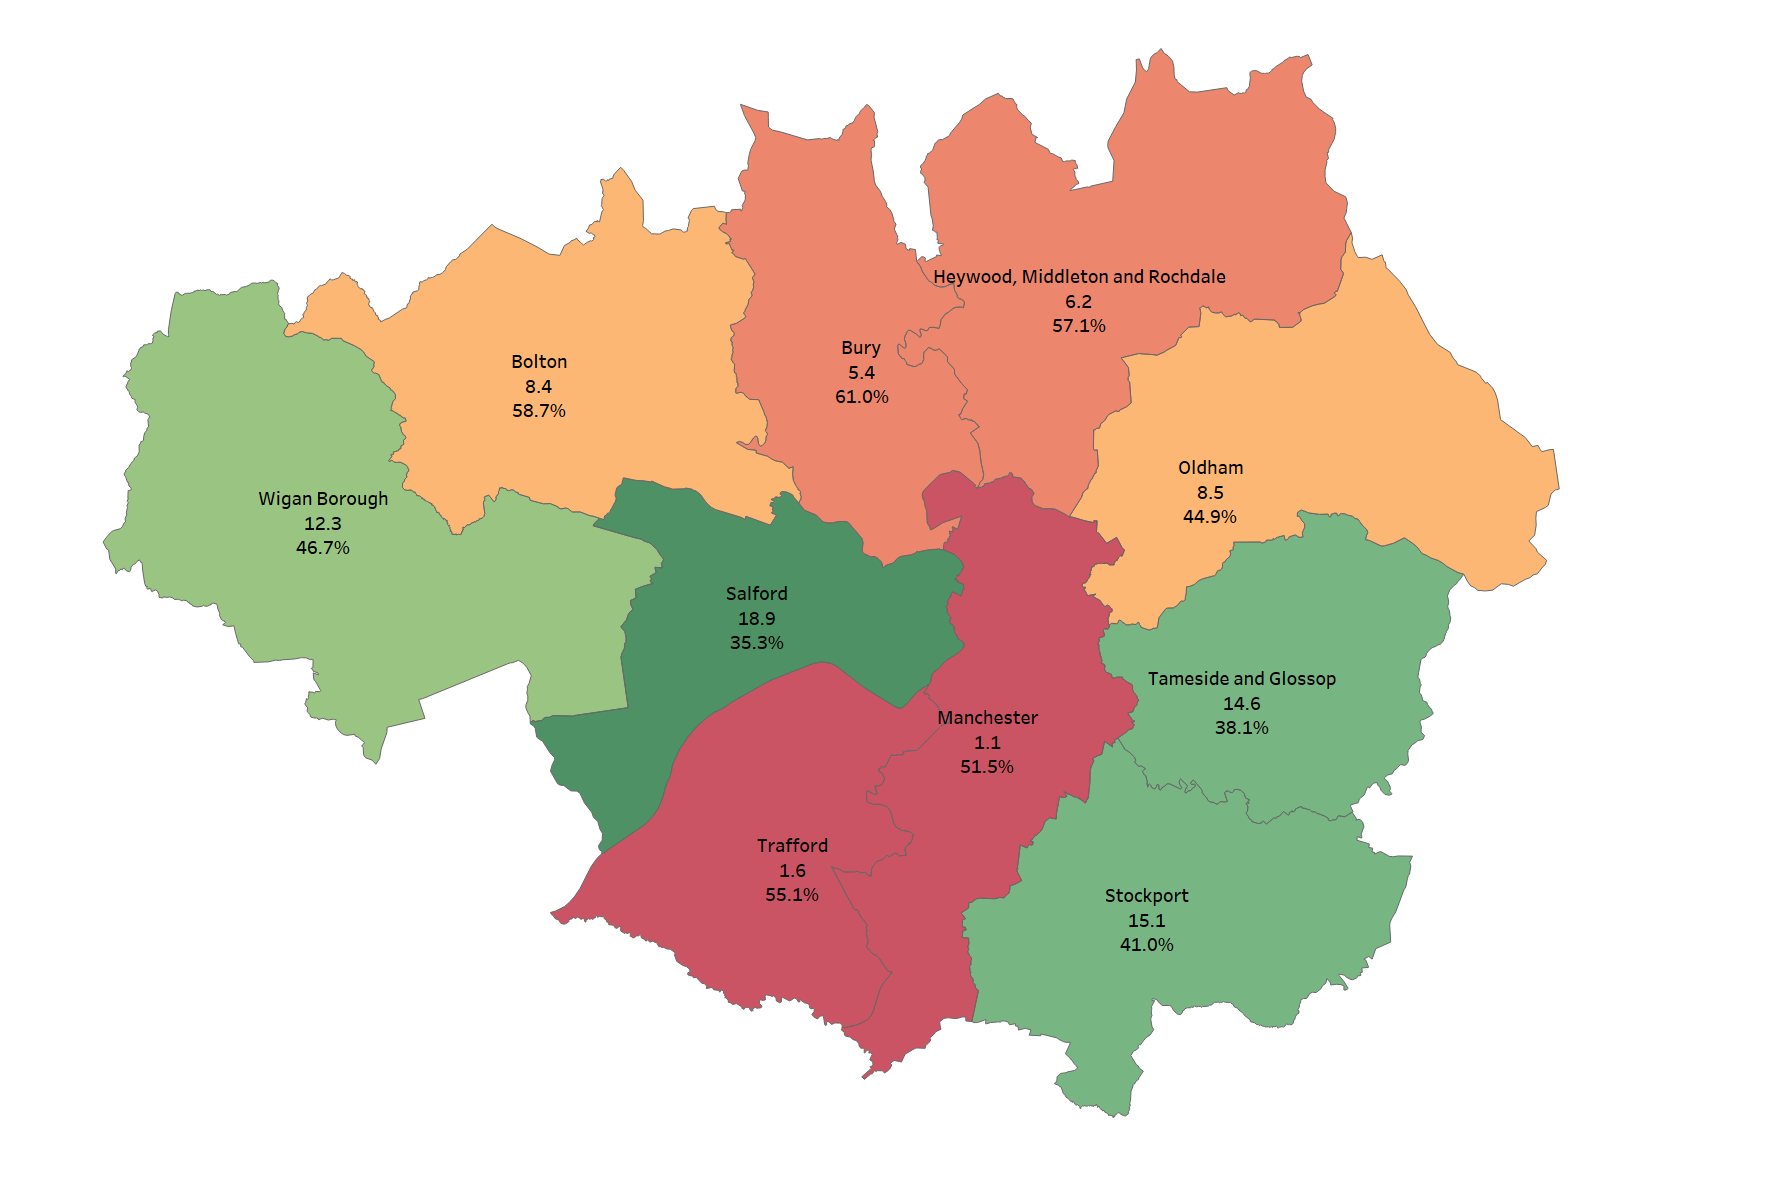 Heywood, Middleton and Rochdale
6.2
57.1%
Bury
5.4
61.0%
Bolton
8.4
58.7%
Oldham
8.5
44.9%
Wigan Borough
12.3
46.7%
Salford
18.9
35.3%
Tameside and Glossop
14.6
38.1%
Manchester
1.1
51.5%
Trafford
1.6
55.1%
Stockport
15.1
41.0%